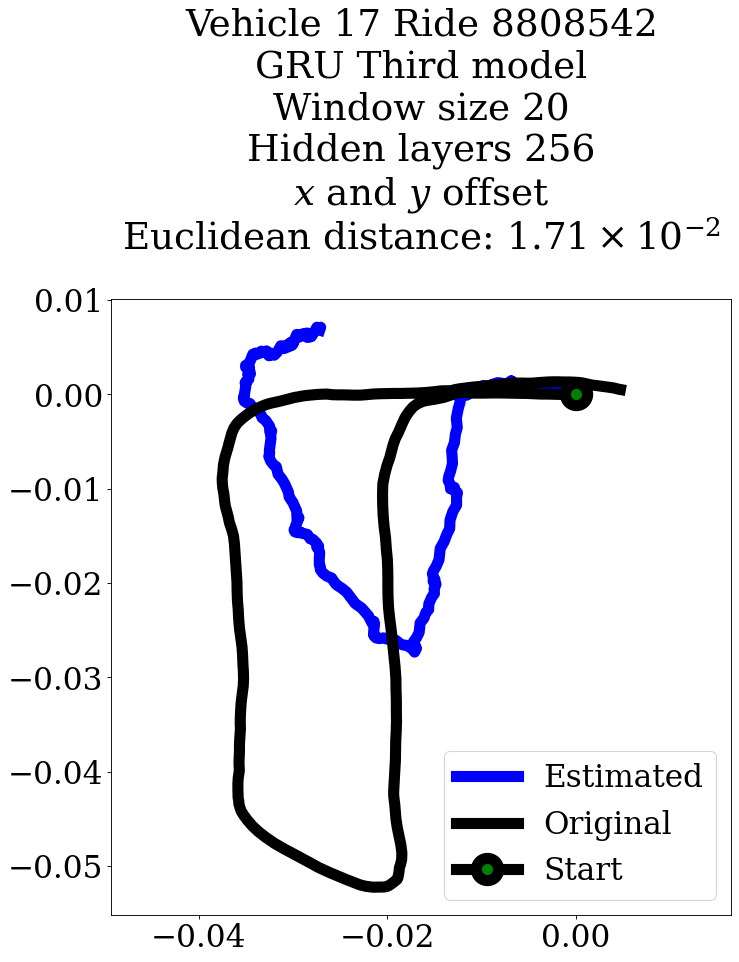 Vehicle 17 Ride 8808542
GRU Third model
Window size 20
Hidden layers 256
x and y offset
Euclidean distance: 1.71 × 10⁻²
0.01
0.00
−0.01
−0.02
−0.03
−0.04
−0.05
Estimated
Original
Start
−0.04
−0.02
0.00